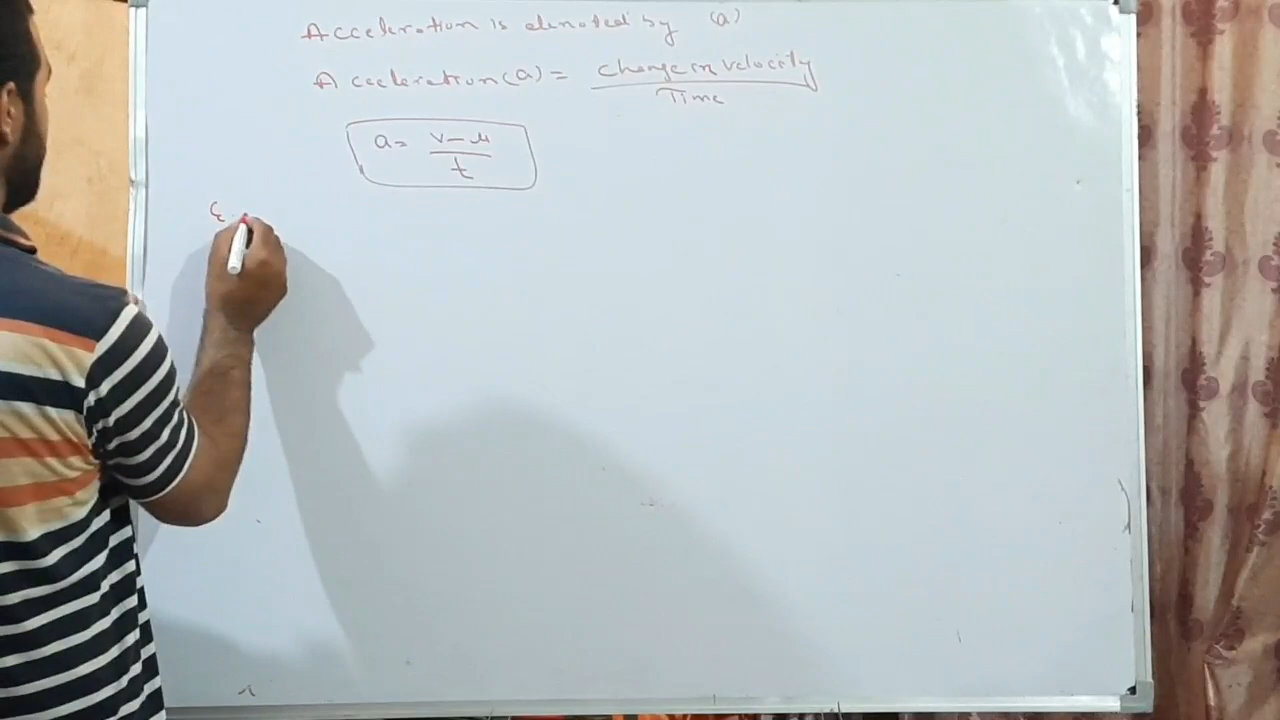 Acceleration is denoted by (a)
Acceleration (a) = change in velocity / Time
a = v - u / t